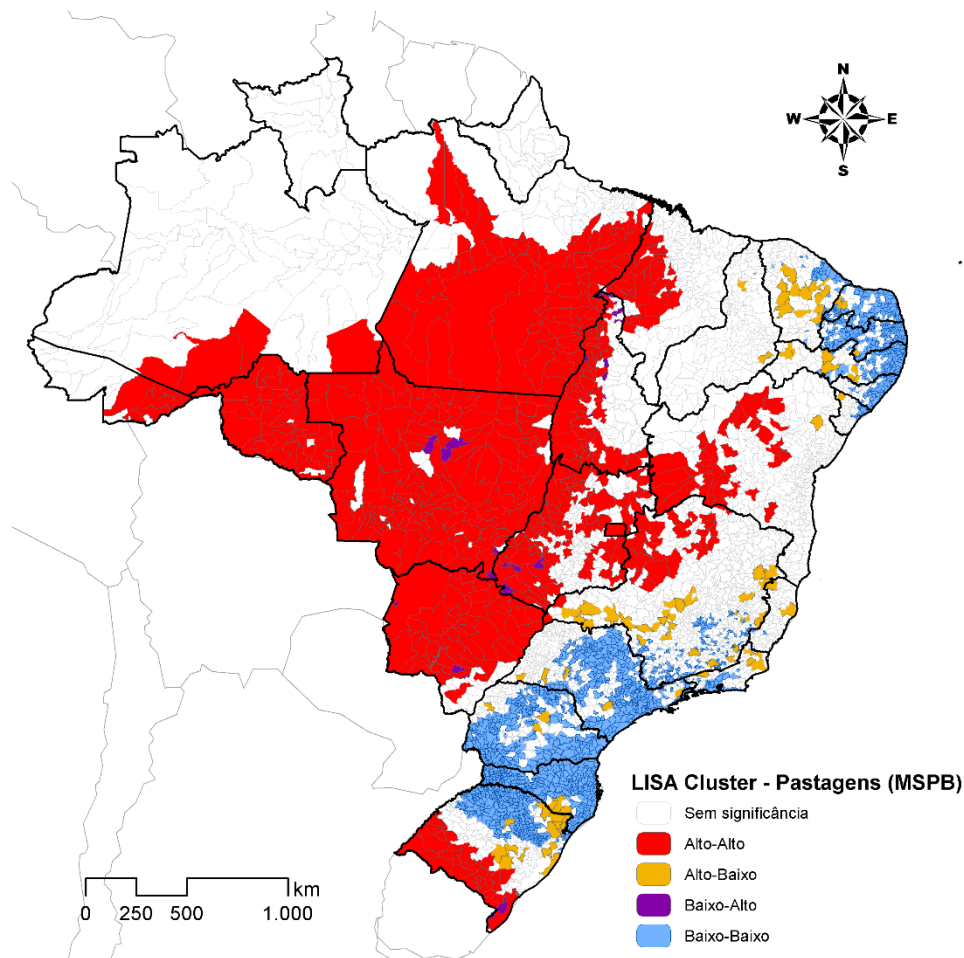 N
W E
S
LISA Cluster - Pastagens (MSPB)
Sem significância
Alto-Alto
Alto-Baixo
Baixo-Alto
Baixo-Baixo
km
0 250 500 1.000